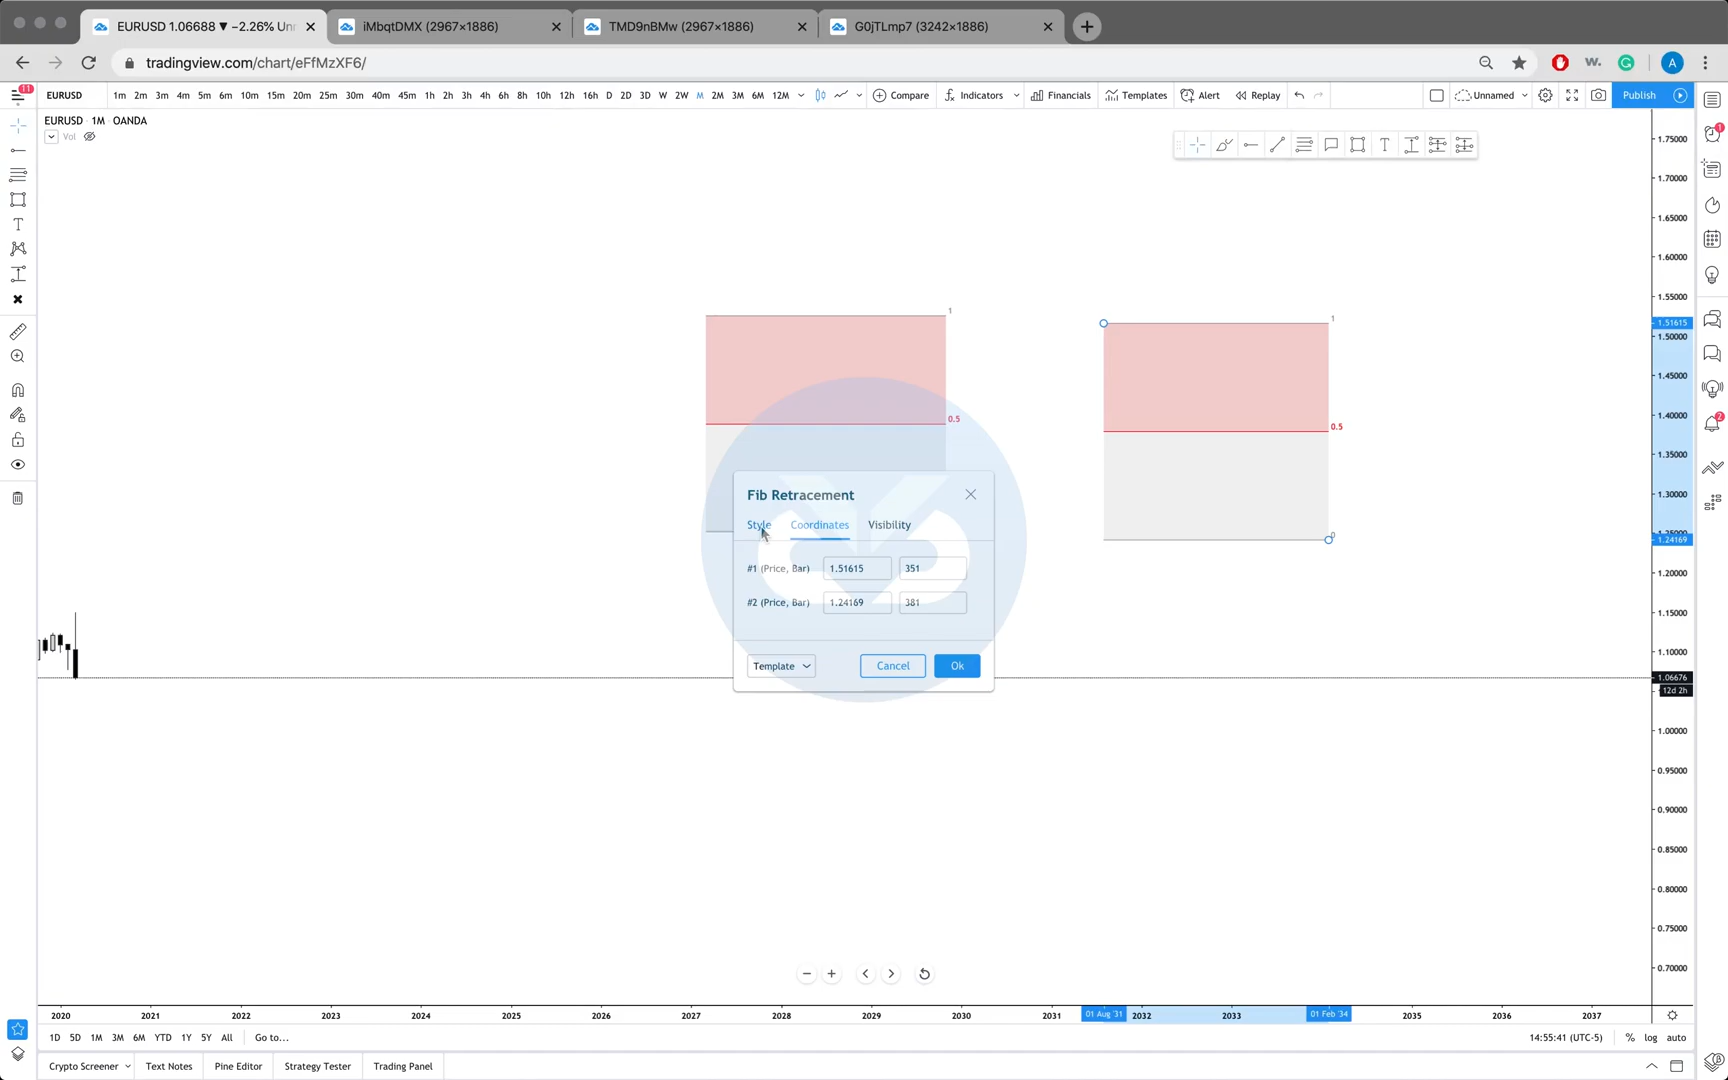 EURUSD 1.06688 ▼ −2.26% Un
iMbqtDMX (2967×1886)
TMD9nBMw (2967×1886)
G0jTLmp7 (3242×1886)
tradingview.com/chart/eFfMzXF6/
W.
A
11
EURUSD 1m 2m 3m 4m 5m 6m 10m 15m 20m 25m 30m 40m 45m 1h 2h 3h 4h 6h 8h 10h 12h 16h D 2D 3D W 2W M 2M 3M 6M 12M Compare Indicators Financials Templates Alert Replay Unnamed Publish
EURUSD · 1M · OANDA
Vol
1
2
1.75000
1.70000
1.65000
1.60000
1.55000
1.51615
1.50000
1.45000
1.40000
1.35000
1.30000
1.24169
1.20000
1.15000
1.10000
1.06676
12d 2h
1.00000
0.95000
0.90000
0.85000
0.80000
0.75000
0.70000
1
0.5
1
0.5
0
Fib Retracement
Style Coordinates Visibility
#1 (Price, Bar) 1.51615 351
#2 (Price, Bar) 1.24169 381
Template Cancel Ok
2020 2021 2022 2023 2024 2025 2026 2027 2028 2029 2030 2031 01 Aug '31 2032 2033 01 Feb '34 2035 2036 2037
1D 5D 1M 3M 6M YTD 1Y 5Y All Go to... 14:55:41 (UTC-5) % log auto
Crypto Screener Text Notes Pine Editor Strategy Tester Trading Panel